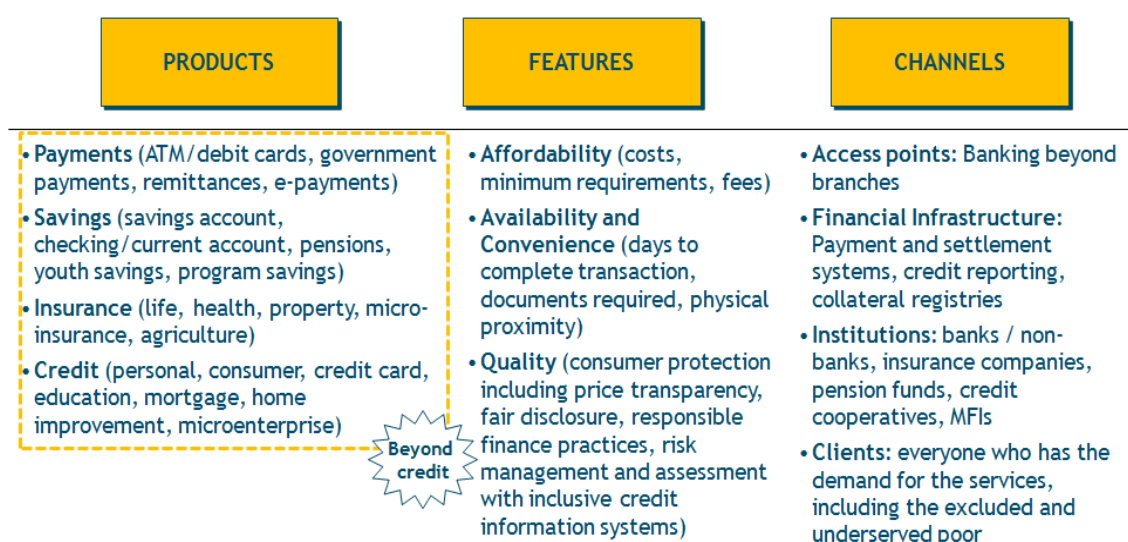 PRODUCTS
• Payments (ATM/debit cards, government
payments, remittances, e-payments)
• Savings (savings account,
checking/current account, pensions,
youth savings, program savings)
• Insurance (life, health, property, micro-
insurance, agriculture)
• Credit (personal, consumer, credit card,
education, mortgage, home
improvement, microenterprise)
Beyond
credit
FEATURES
• Affordability (costs,
minimum requirements, fees)
• Availability and
Convenience (days to
complete transaction,
documents required, physical
proximity)
• Quality (consumer protection
including price transparency,
fair disclosure, responsible
finance practices, risk
management and assessment
with inclusive credit
information systems)
CHANNELS
• Access points: Banking beyond
branches
• Financial Infrastructure:
Payment and settlement
systems, credit reporting,
collateral registries
• Institutions: banks / non-
banks, insurance companies,
pension funds, credit
cooperatives, MFIs
• Clients: everyone who has the
demand for the services,
including the excluded and
underserved poor